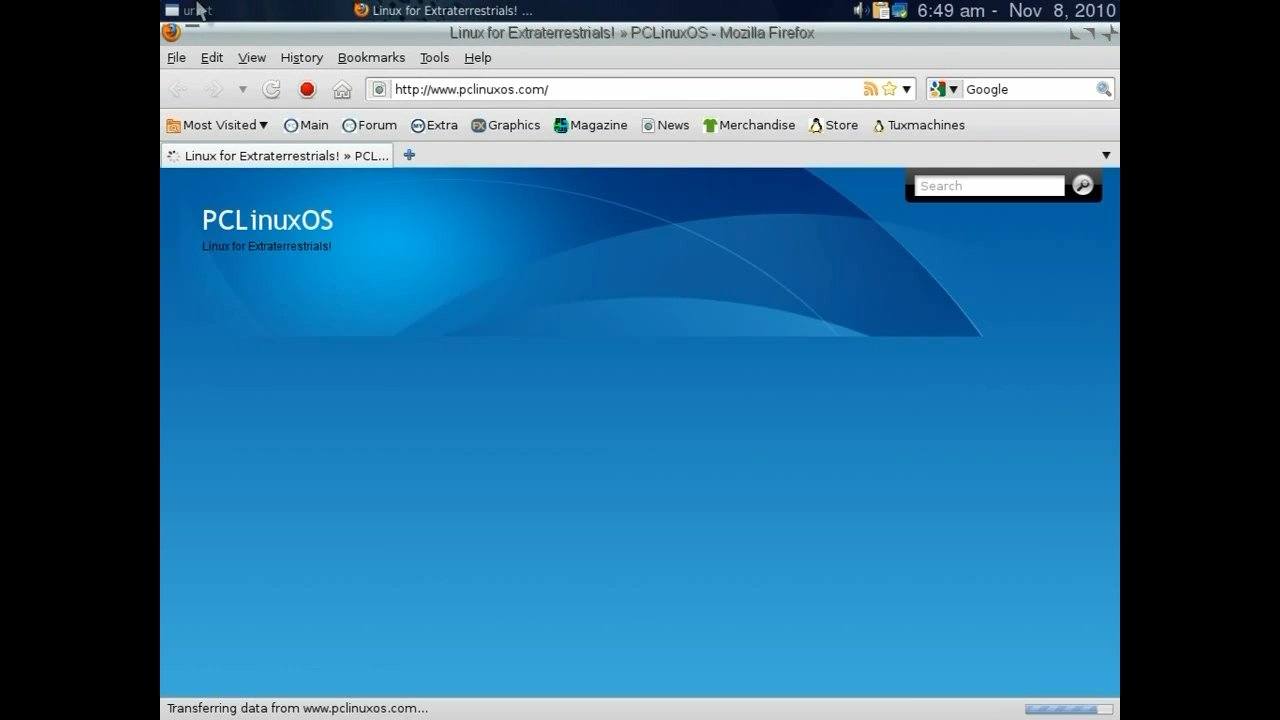 Linux for Extraterrestrials! ... 6:49 am - Nov 8, 2010
Linux for Extraterrestrials! » PCLinuxOS - Mozilla Firefox
File Edit View History Bookmarks Tools Help
http://www.pclinuxos.com/ Google
Most Visited Main Forum Extra Graphics Magazine News Merchandise Store Tuxmachines
Linux for Extraterrestrials! » PCL...
Search
PCLinuxOS
Linux for Extraterrestrials!
Transferring data from www.pclinuxos.com...